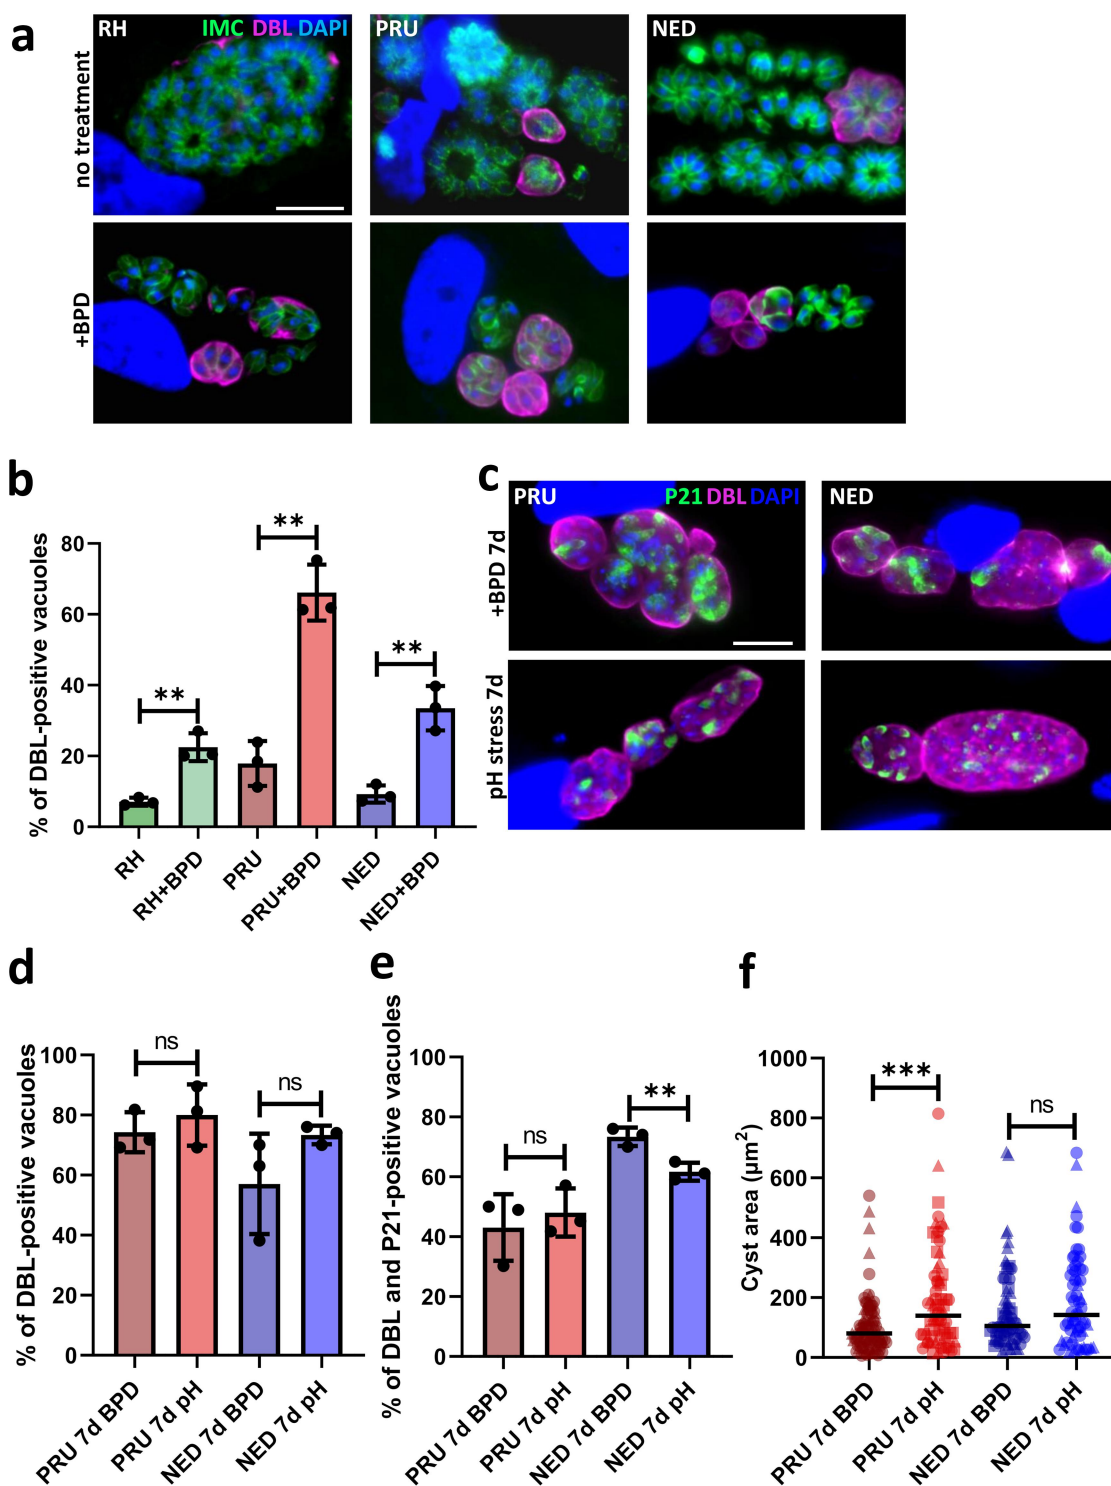 a
RH
IMC DBL DAPI
PRU
NED
no treatment
+BPD
b
% of DBL-positive vacuoles
80
60
40
20
0
**
**
**
RH
RH+BPD
PRU
PRU+BPD
NED
NED+BPD
c
PRU
P21 DBL DAPI
NED
+BPD 7d
pH stress 7d
d
% of DBL-positive vacuoles
100
80
60
40
20
0
ns
ns
PRU 7d BPD
PRU 7d pH
NED 7d BPD
NED 7d pH
e
% of DBL and P21-positive vacuoles
100
80
60
40
20
0
ns
**
PRU 7d BPD
PRU 7d pH
NED 7d BPD
NED 7d pH
f
Cyst area (µm²)
1000
800
600
400
200
0
***
ns
PRU 7d BPD
PRU 7d pH
NED 7d BPD
NED 7d pH